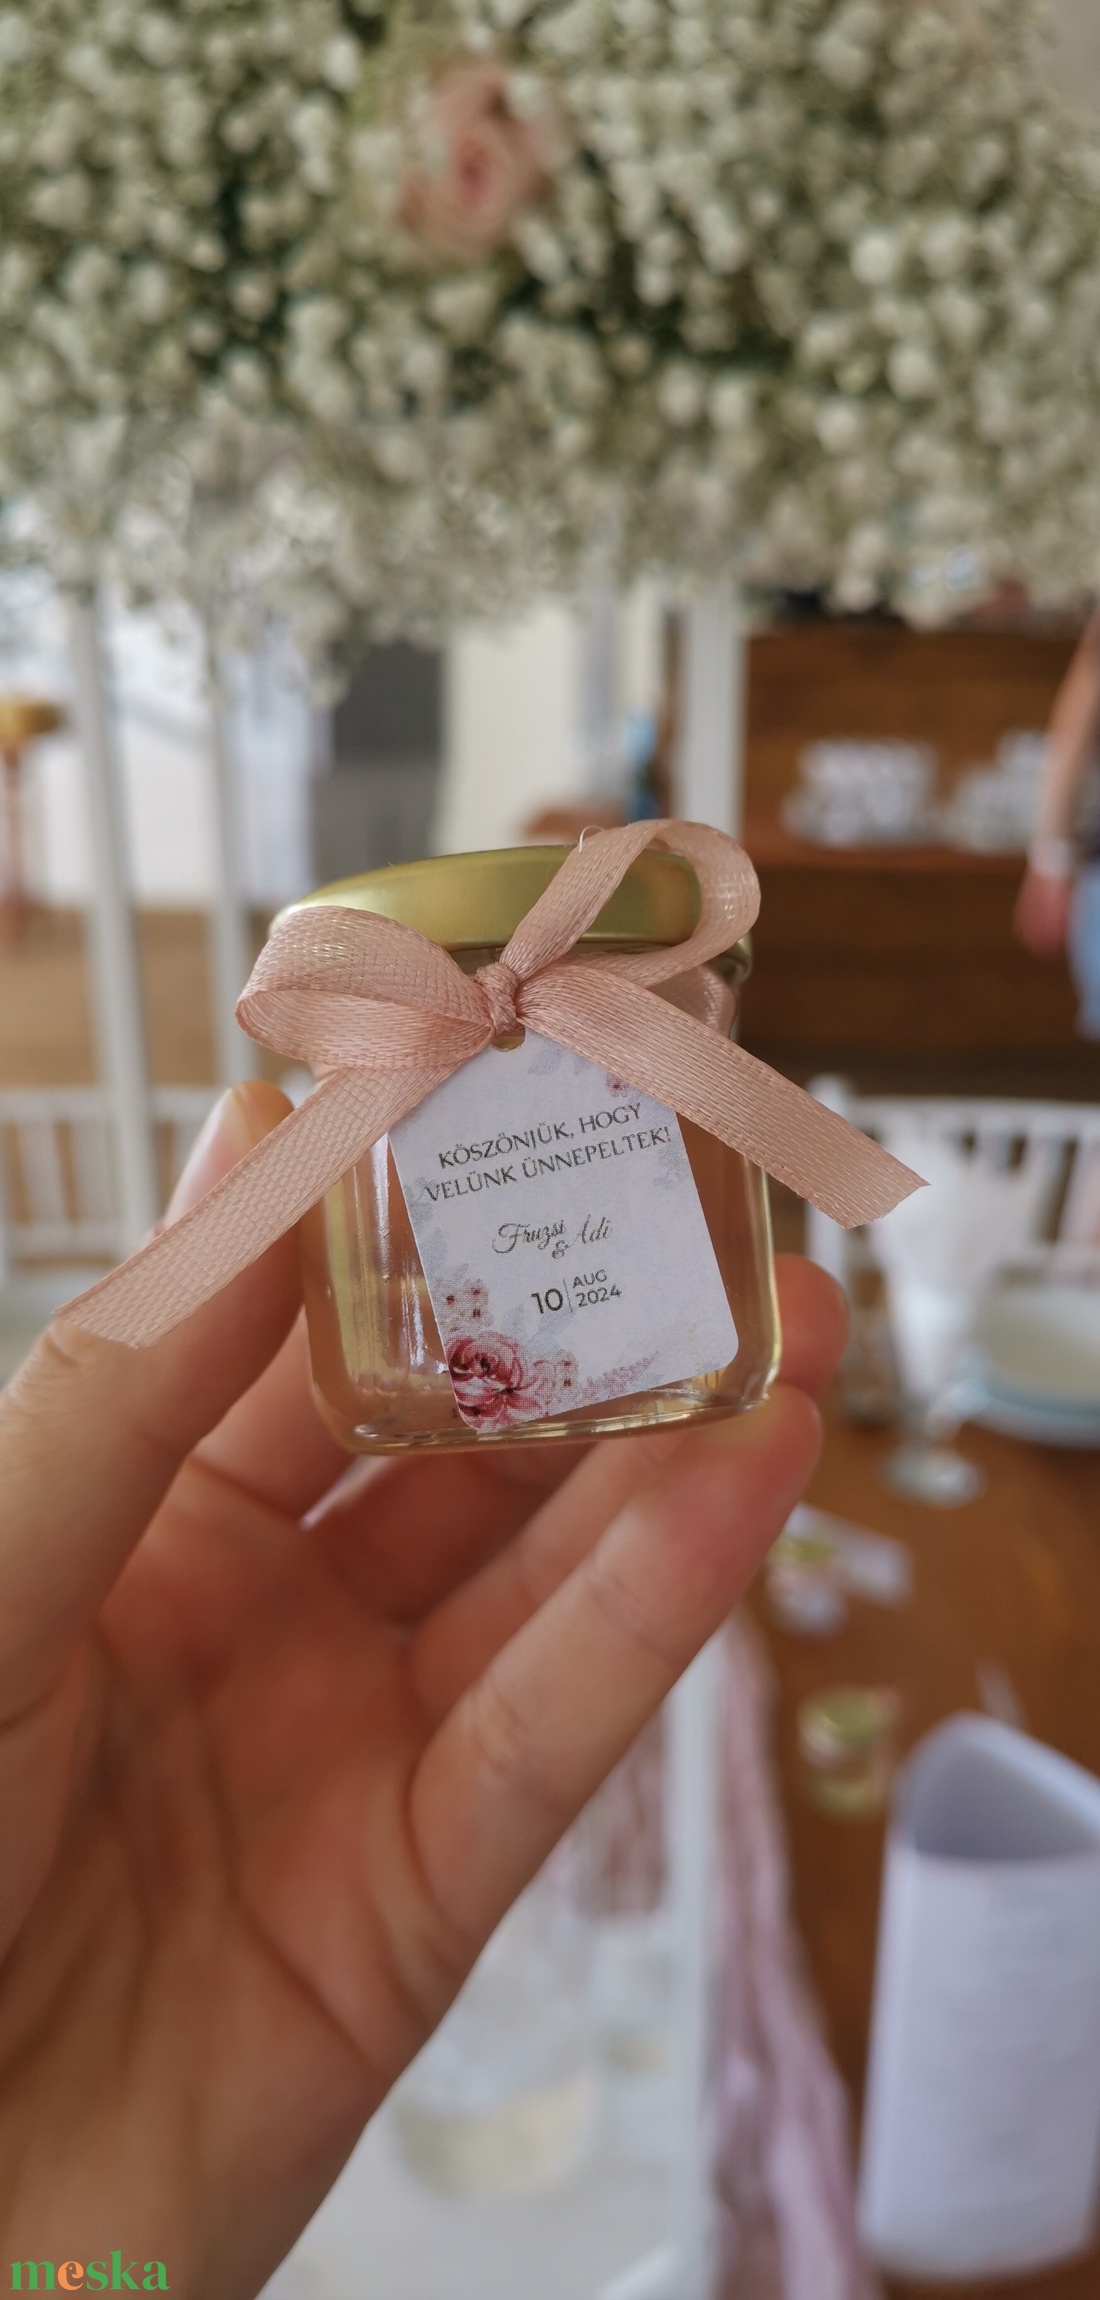 KÖSZÖNJÜK, HOGY
VELÜNK ÜNNEPELTEK!
Fruzsi
& Adi
10 | AUG
2024
meska